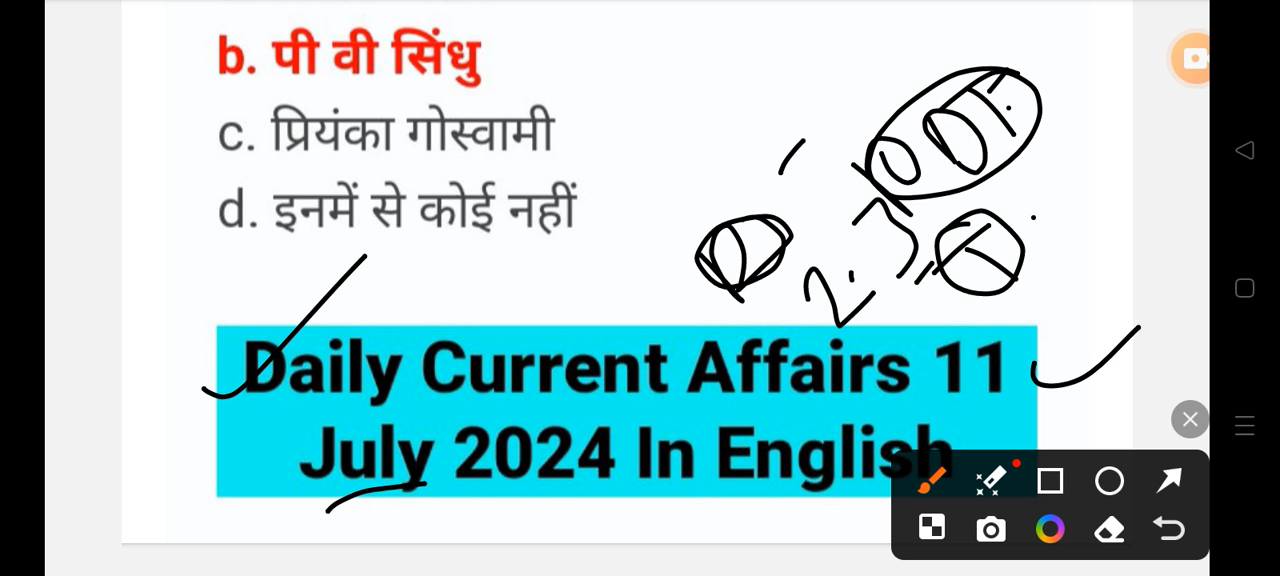 b. पी वी सिंधु
c. प्रियंका गोस्वामी
d. इनमें से कोई नहीं
Daily Current Affairs 11
July 2024 In English